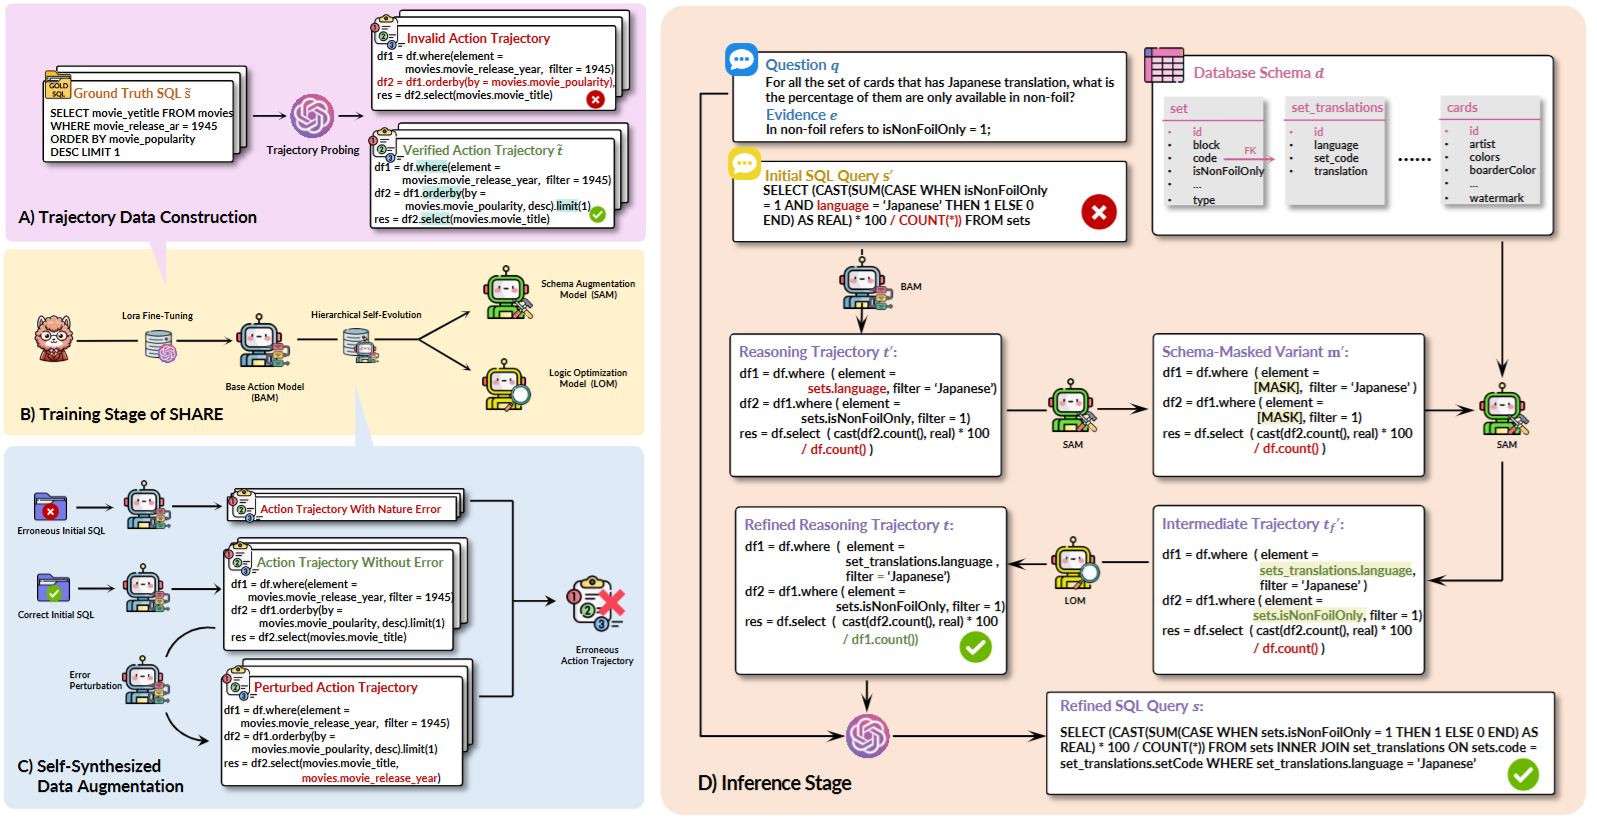 GOLD
SQL
Ground Truth SQL s̃
SELECT movie_yetitle FROM movies
WHERE movie_release_ar = 1945
ORDER BY movie_popularity
DESC LIMIT 1
Trajectory Probing
1
2
3
Invalid Action Trajectory
df1 = df.where(element =
movies.movie_release_year, filter = 1945)
df2 = df1.orderby(by = movies.movie_poularity),
res = df2.select(movies.movie_title)
1
2
3
Verified Action Trajectory t̃
df1 = df.where(element =
movies.movie_release_year, filter = 1945)
df2 = df1.orderby(by =
movies.movie_poularity, desc).limit(1)
res = df2.select(movies.movie_title)
A) Trajectory Data Construction
Lora Fine-Tuning
Base Action Model
(BAM)
Hierarchical Self-Evolution
Schema Augmentation
Model (SAM)
Logic Optimization
Model (LOM)
B) Training Stage of SHARE
Erroneous Initial SQL
1
2
3
Action Trajectory With Nature Error
Correct Initial SQL
1
2
3
Action Trajectory Without Error
df1 = df.where(element =
movies.movie_release_year, filter = 1945)
df2 = df1.orderby(by =
movies.movie_poularity, desc).limit(1)
res = df2.select(movies.movie_title)
Error
Perturbation
1
2
3
Perturbed Action Trajectory
df1 = df.where(element =
movies.movie_release_year, filter = 1945)
df2 = df1.orderby(by =
movies.movie_poularity, desc).limit(1)
res = df2.select(movies.movie_title,
movies.movie_release_year)
1
2
3
Erroneous
Action Trajectory
C) Self-Synthesized
Data Augmentation
Question q
For all the set of cards that has Japanese translation, what is
the percentage of them are only available in non-foil?
Evidence e
In non-foil refers to isNonFoilOnly = 1;
Initial SQL Query s′
SELECT (CAST(SUM(CASE WHEN isNonFoilOnly
= 1 AND language = ‘Japanese’ THEN 1 ELSE 0
END) AS REAL) * 100 / COUNT(*)) FROM sets
Database Schema d
set
• id
• block
• code
• isNonFoilOnly
• ...
• type
FK
set_translations
• id
• language
• set_code
• translation
......
cards
• id
• artist
• colors
• boarderColor
• ...
• watermark
BAM
Reasoning Trajectory t′:
df1 = df.where ( element =
sets.language, filter = ‘Japanese’)
df2 = df1.where ( element =
sets.isNonFoilOnly, filter = 1)
res = df.select ( cast(df2.count(), real) * 100
/ df.count() )
SAM
Schema-Masked Variant m′:
df1 = df.where ( element =
[MASK], filter = ‘Japanese’ )
df2 = df1.where ( element =
[MASK], filter = 1)
res = df.select ( cast(df2.count(), real) * 100
/ df.count() )
SAM
Intermediate Trajectory tf′:
df1 = df.where ( element =
sets_translations.language,
filter = ‘Japanese’ )
df2 = df1.where ( element =
sets.isNonFoilOnly, filter = 1)
res = df.select ( cast(df2.count(), real) * 100
/ df.count() )
LOM
Refined Reasoning Trajectory t:
df1 = df.where ( element =
set_translations.language ,
filter = ‘Japanese’)
df2 = df1.where ( element =
sets.isNonFoilOnly, filter = 1)
res = df.select ( cast(df2.count(), real) * 100
/ df1.count())
Refined SQL Query s:
SELECT (CAST(SUM(CASE WHEN sets.isNonFoilOnly = 1 THEN 1 ELSE 0 END) AS
REAL) * 100 / COUNT(*)) FROM sets INNER JOIN set_translations ON sets.code =
set_translations.setCode WHERE set_translations.language = ‘Japanese’
D) Inference Stage